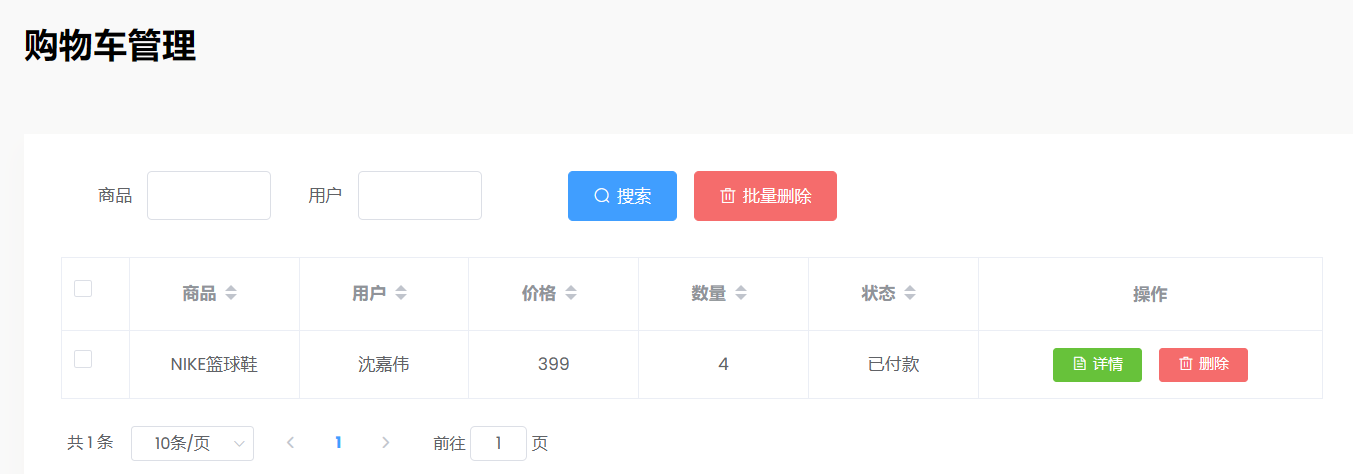 购物车管理
商品 用户 搜索 批量删除
商品 用户 价格 数量 状态 操作
NIKE篮球鞋 沈嘉伟 399 4 已付款 详情 删除
共 1 条 10条/页 1 前往 1 页